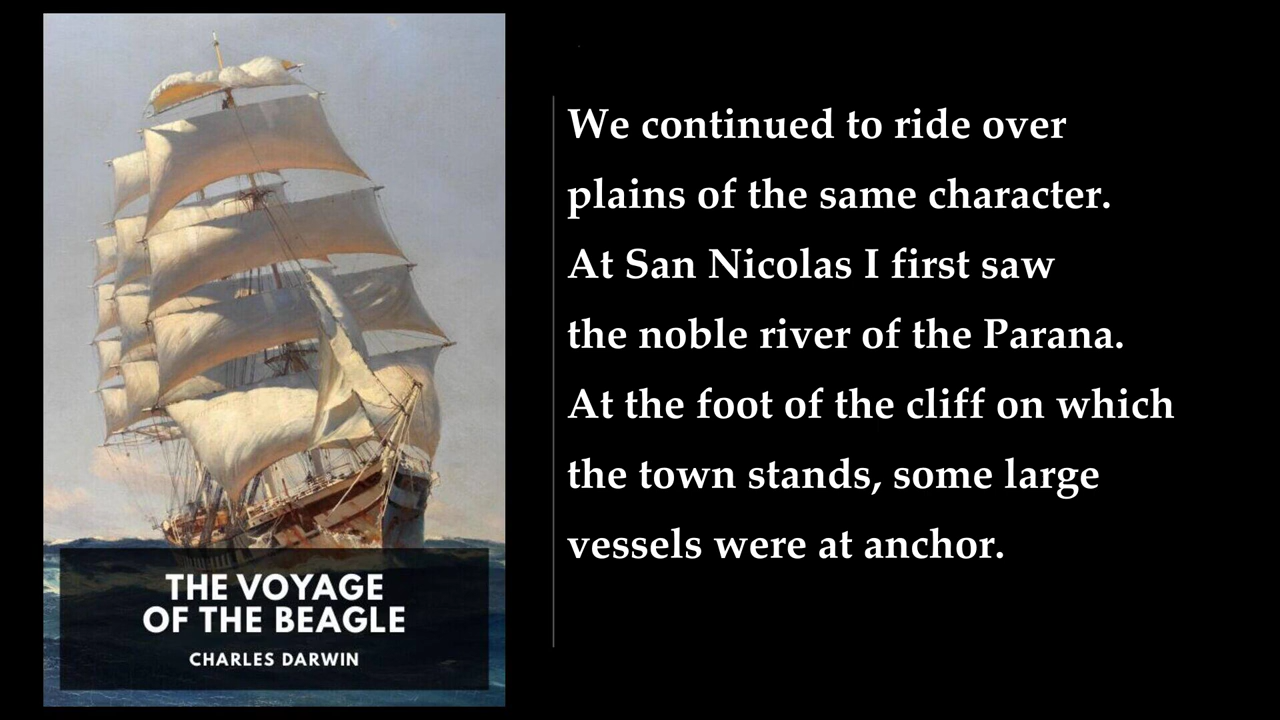 THE VOYAGE
OF THE BEAGLE
CHARLES DARWIN
We continued to ride over
plains of the same character.
At San Nicolas I first saw
the noble river of the Parana.
At the foot of the cliff on which
the town stands, some large
vessels were at anchor.